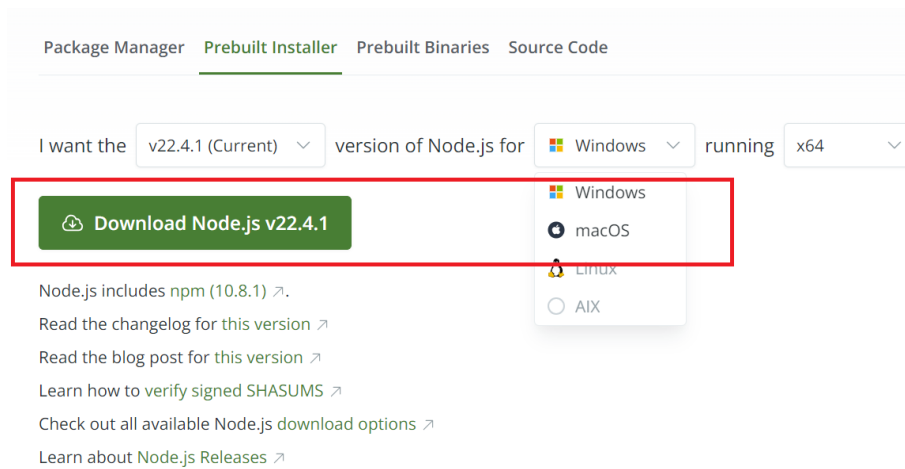 Package Manager Prebuilt Installer Prebuilt Binaries Source Code
I want the v22.4.1 (Current) version of Node.js for Windows running x64
Windows
Download Node.js v22.4.1
macOS
Linux
Node.js includes npm (10.8.1) ↗.
AIX
Read the changelog for this version ↗
Read the blog post for this version ↗
Learn how to verify signed SHASUMS ↗
Check out all available Node.js download options ↗
Learn about Node.js Releases ↗